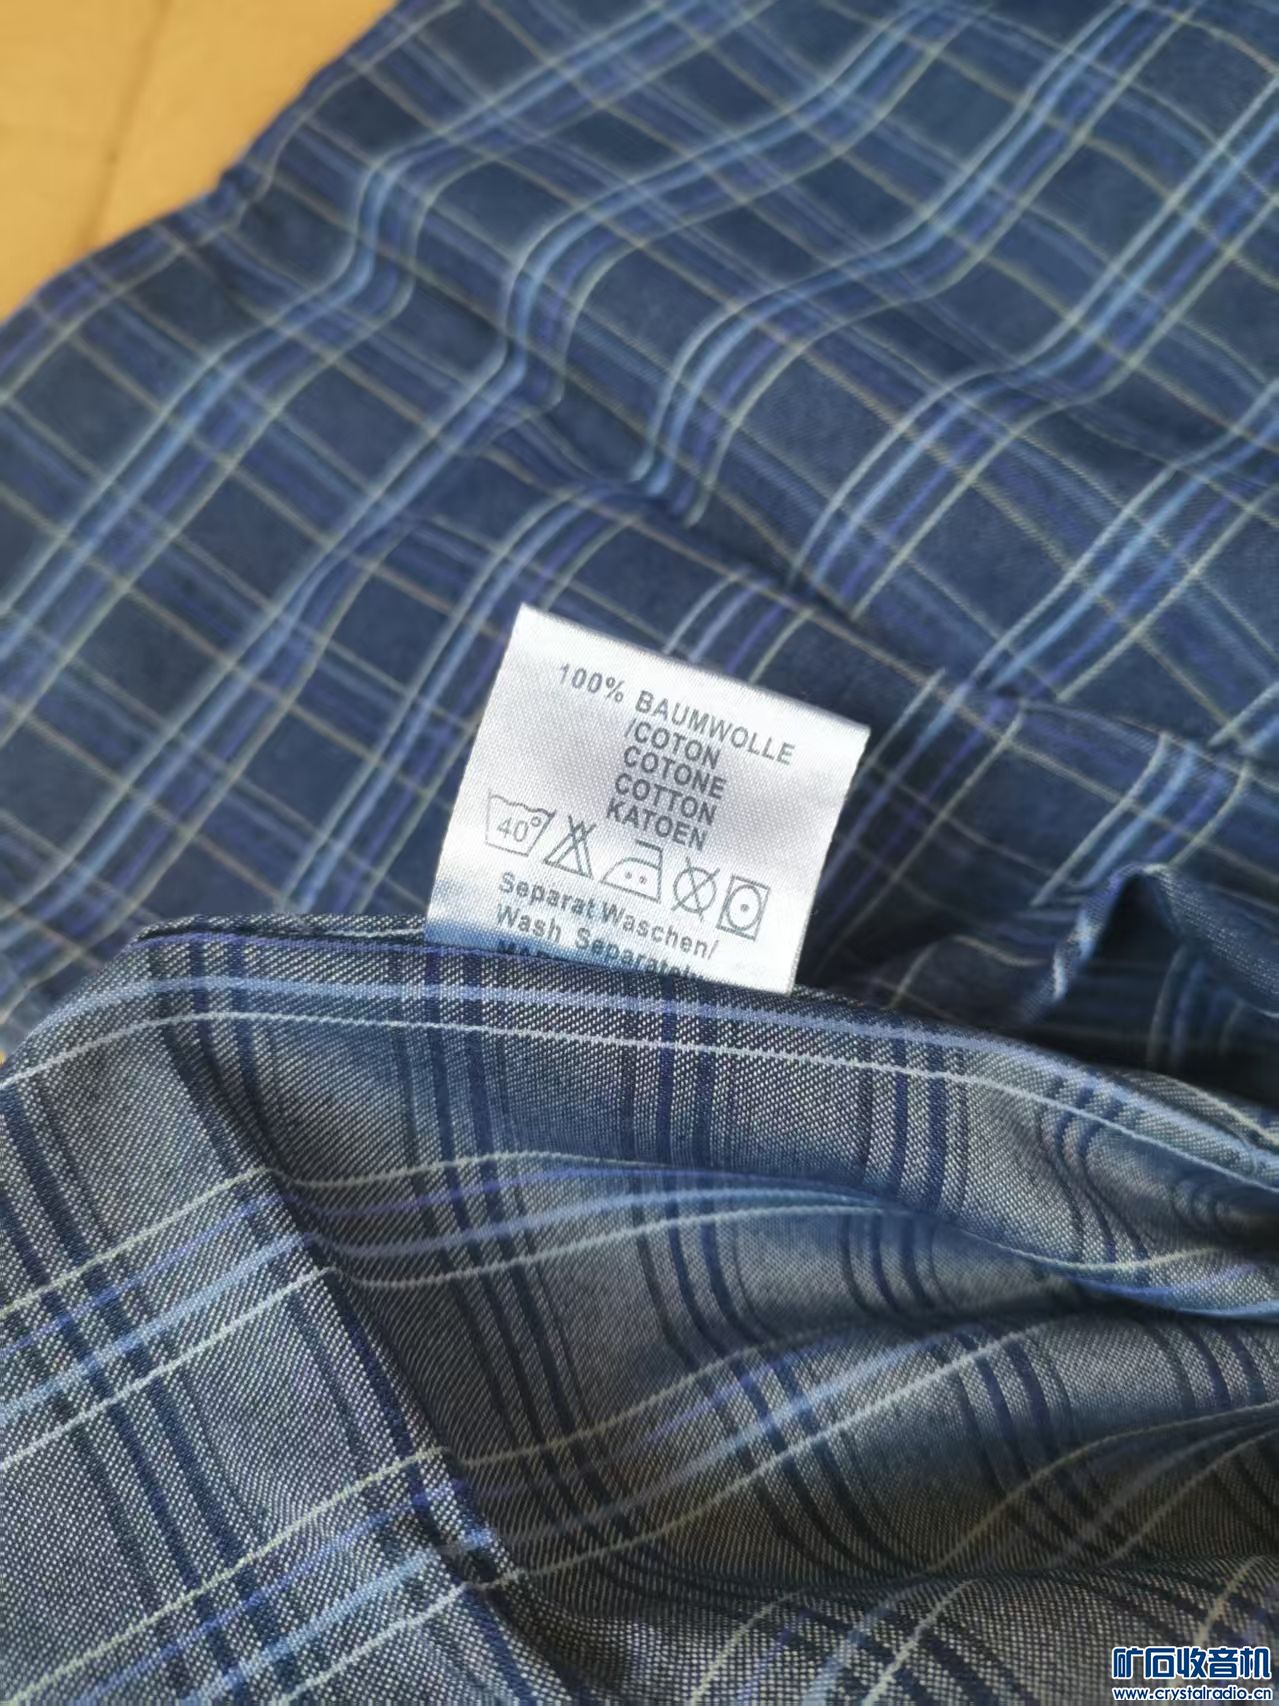 100% BAUMWOLLE
/COTON
COTONE
COTTON
KATOEN
40°
Separat Waschen/
Wash Separately
矿石收音机
www.crystalradio.cn